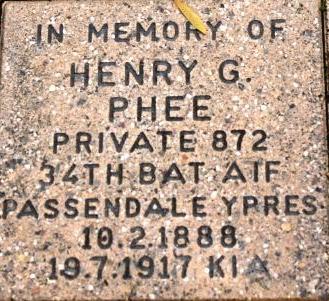 IN MEMORY OF
HENRY G.
PHEE
PRIVATE 872
34TH BAT AIF
PASSENDALE YPRES
10.2.1888
19.7.1917 KIA